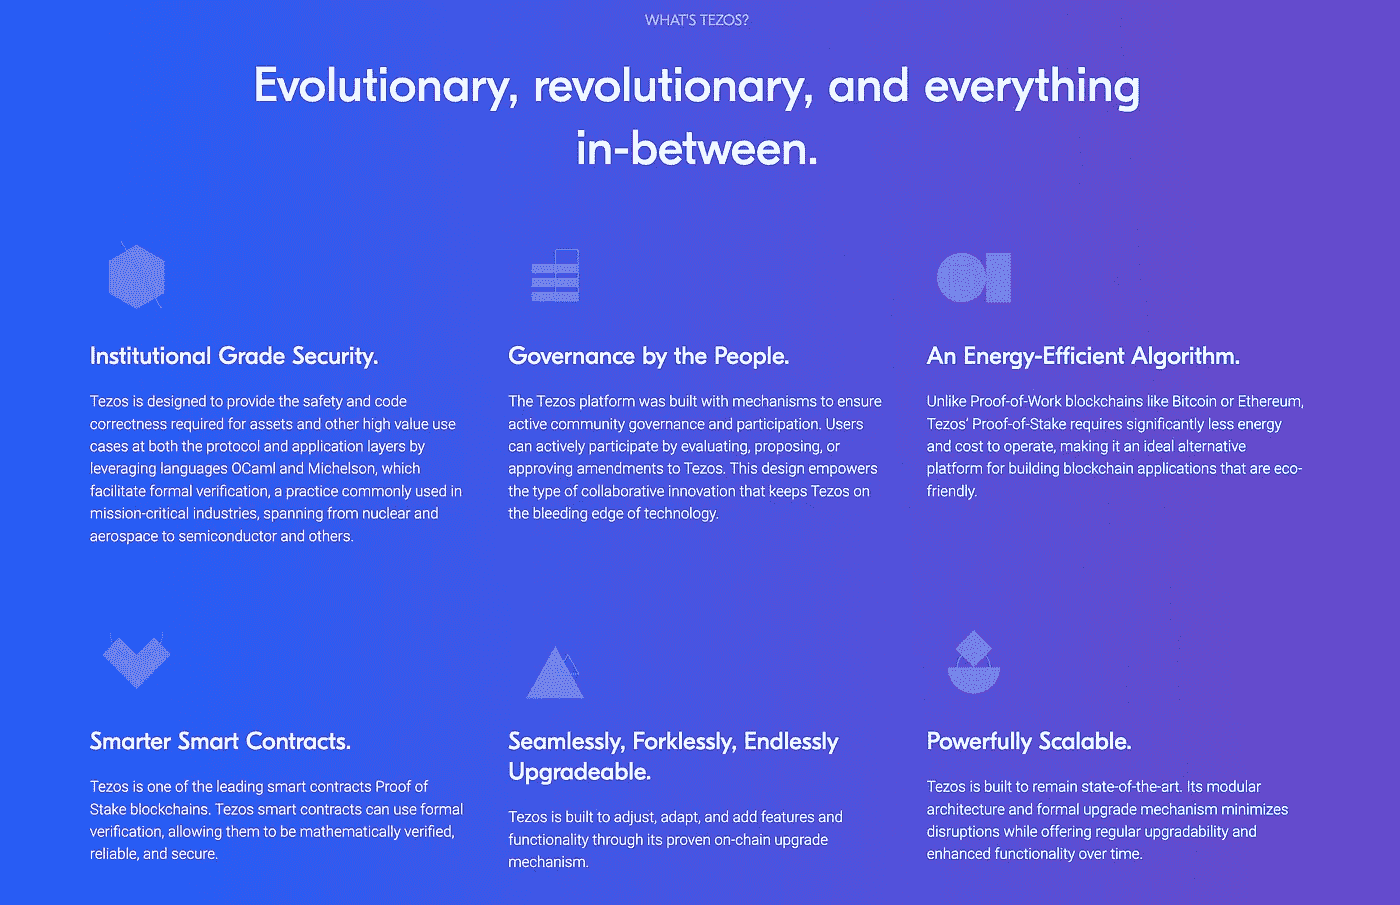 WHAT'S TEZOS?
Evolutionary, revolutionary, and everything
in-between.
Institutional Grade Security.
Tezos is designed to provide the safety and code
correctness required for assets and other high value use
cases at both the protocol and application layers by
leveraging languages OCaml and Michelson, which
facilitate formal verification, a practice commonly used in
mission-critical industries, spanning from nuclear and
aerospace to semiconductor and others.
Governance by the People.
The Tezos platform was built with mechanisms to ensure
active community governance and participation. Users
can actively participate by evaluating, proposing, or
approving amendments to Tezos. This design empowers
the type of collaborative innovation that keeps Tezos on
the bleeding edge of technology.
An Energy-Efficient Algorithm.
Unlike Proof-of-Work blockchains like Bitcoin or Ethereum,
Tezos' Proof-of-Stake requires significantly less energy
and cost to operate, making it an ideal alternative
platform for building blockchain applications that are eco-
friendly.
Smarter Smart Contracts.
Tezos is one of the leading smart contracts Proof of
Stake blockchains. Tezos smart contracts can use formal
verification, allowing them to be mathematically verified,
reliable, and secure.
Seamlessly, Forklessly, Endlessly
Upgradeable.
Tezos is built to adjust, adapt, and add features and
functionality through its proven on-chain upgrade
mechanism.
Powerfully Scalable.
Tezos is built to remain state-of-the-art. Its modular
architecture and formal upgrade mechanism minimizes
disruptions while offering regular upgradability and
enhanced functionality over time.